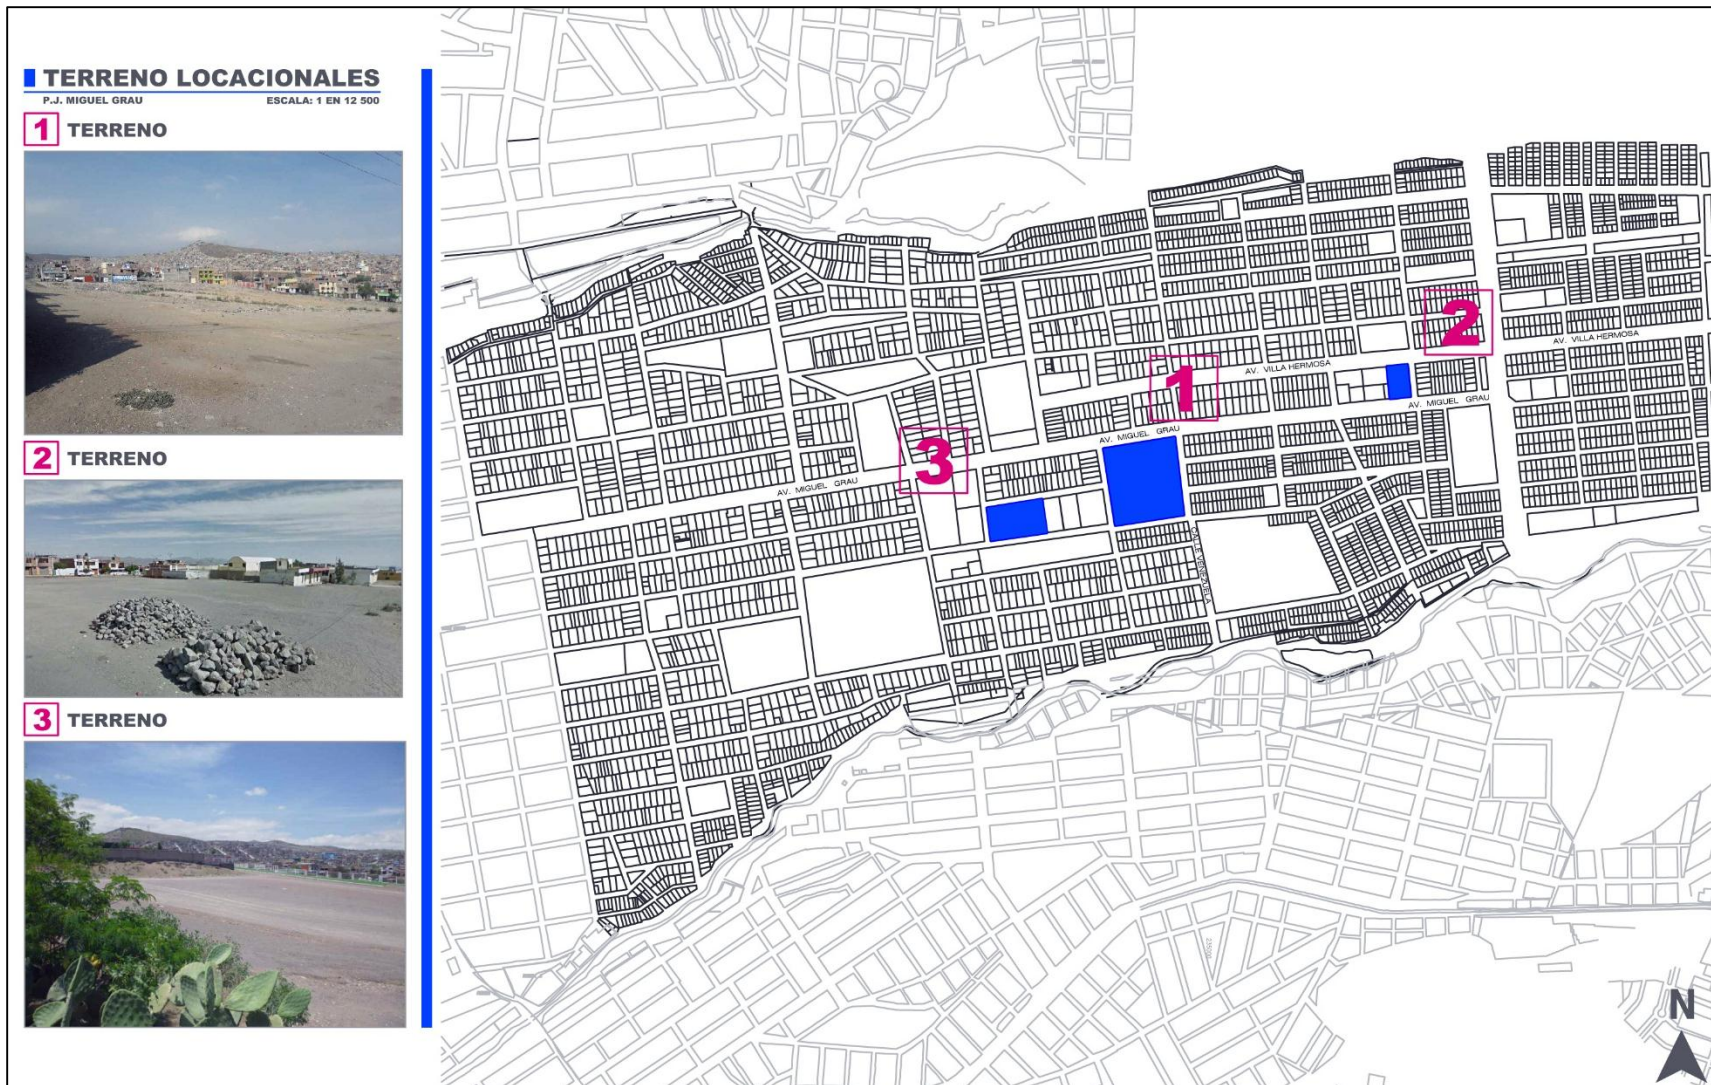 TERRENO LOCACIONALES
P.J. MIGUEL GRAU
ESCALA: 1 EN 12 500
1 TERRENO
2 TERRENO
3 TERRENO
2
AV. VILLA HERMOSA
1
AV. VILLA HERMOSA
AV. MIGUEL GRAU
3
AV. MIGUEL GRAU
AV. MIGUEL GRAU
CALLE VENEZUELA
N